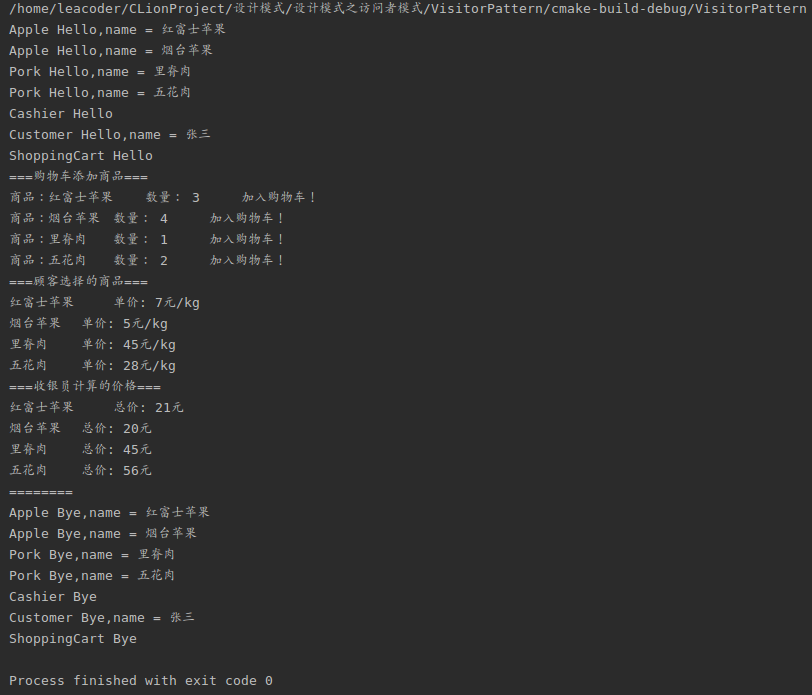 /home/leacoder/CLionProject/设计模式/设计模式之访问者模式/VisitorPattern/cmake-build-debug/VisitorPattern
Apple Hello,name = 红富士苹果
Apple Hello,name = 烟台苹果
Pork Hello,name = 里脊肉
Pork Hello,name = 五花肉
Cashier Hello
Customer Hello,name = 张三
ShoppingCart Hello
===购物车添加商品===
商品：红富士苹果 数量： 3 加入购物车！
商品：烟台苹果 数量： 4 加入购物车！
商品：里脊肉 数量： 1 加入购物车！
商品：五花肉 数量： 2 加入购物车！
===顾客选择的商品===
红富士苹果 单价: 7元/kg
烟台苹果 单价: 5元/kg
里脊肉 单价: 45元/kg
五花肉 单价: 28元/kg
===收银员计算的价格===
红富士苹果 总价: 21元
烟台苹果 总价: 20元
里脊肉 总价: 45元
五花肉 总价: 56元
========
Apple Bye,name = 红富士苹果
Apple Bye,name = 烟台苹果
Pork Bye,name = 里脊肉
Pork Bye,name = 五花肉
Cashier Bye
Customer Bye,name = 张三
ShoppingCart Bye
Process finished with exit code 0